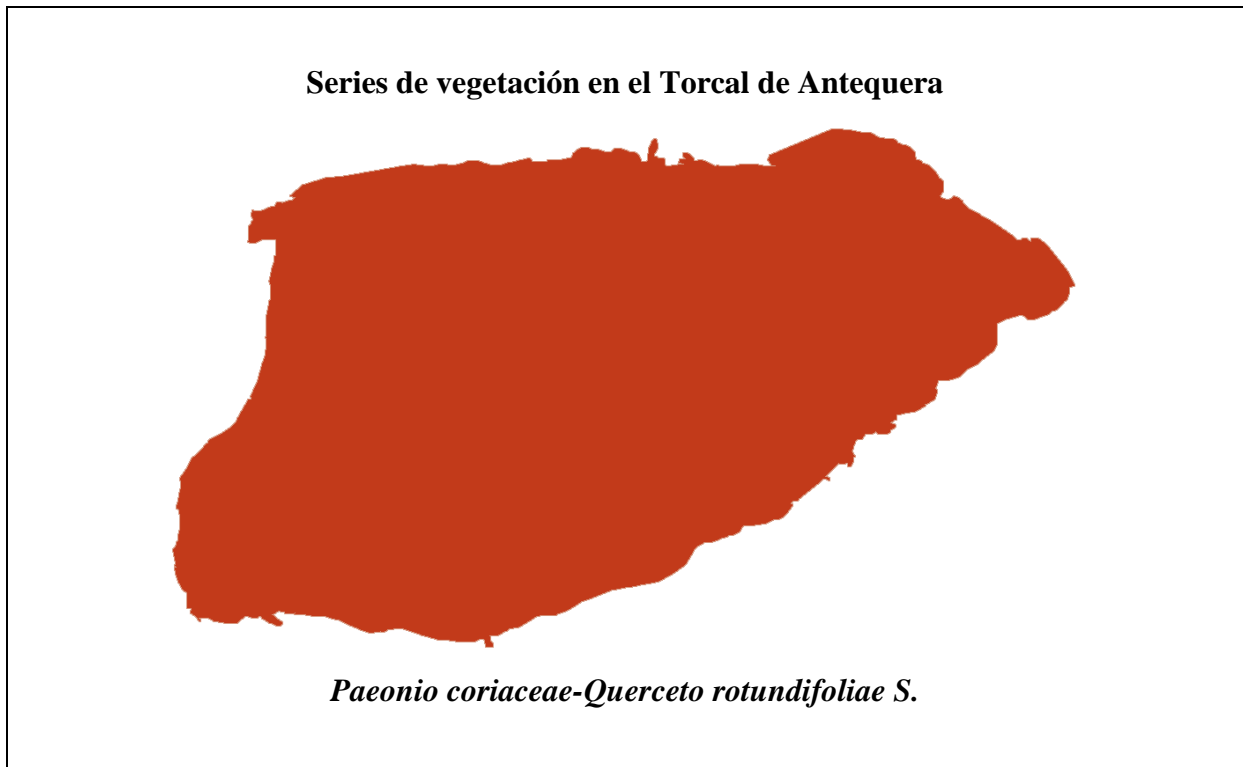 Series de vegetación en el Torcal de Antequera
Paeonio coriaceae-Querceto rotundifoliae S.